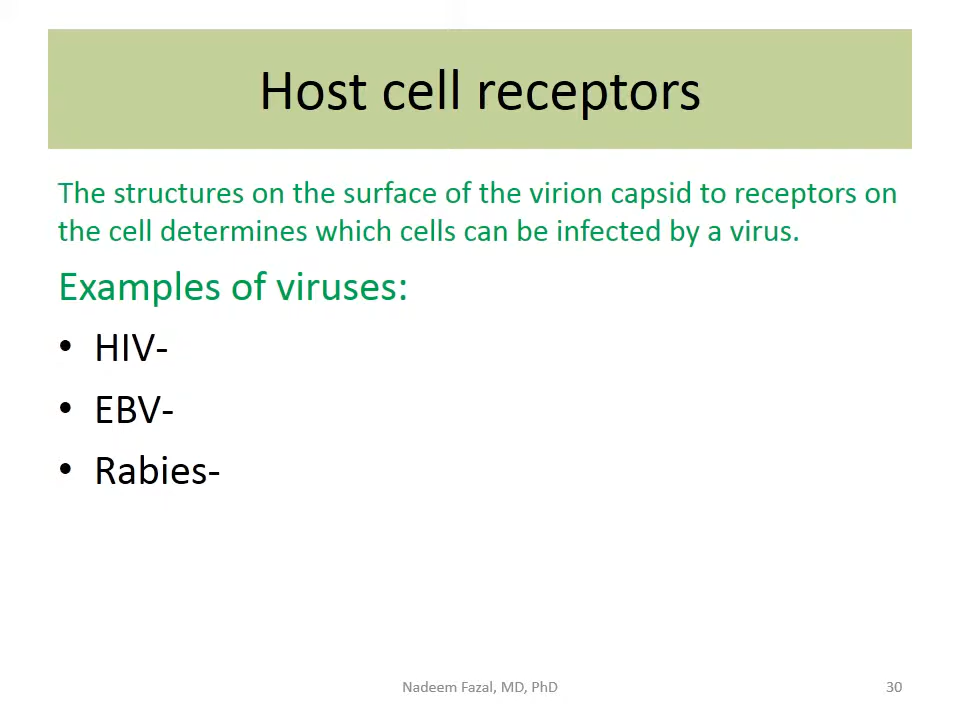 Host cell receptors
The structures on the surface of the virion capsid to receptors on
the cell determines which cells can be infected by a virus.
Examples of viruses:
• HIV-
• EBV-
• Rabies-
Nadeem Fazal, MD, PhD
30